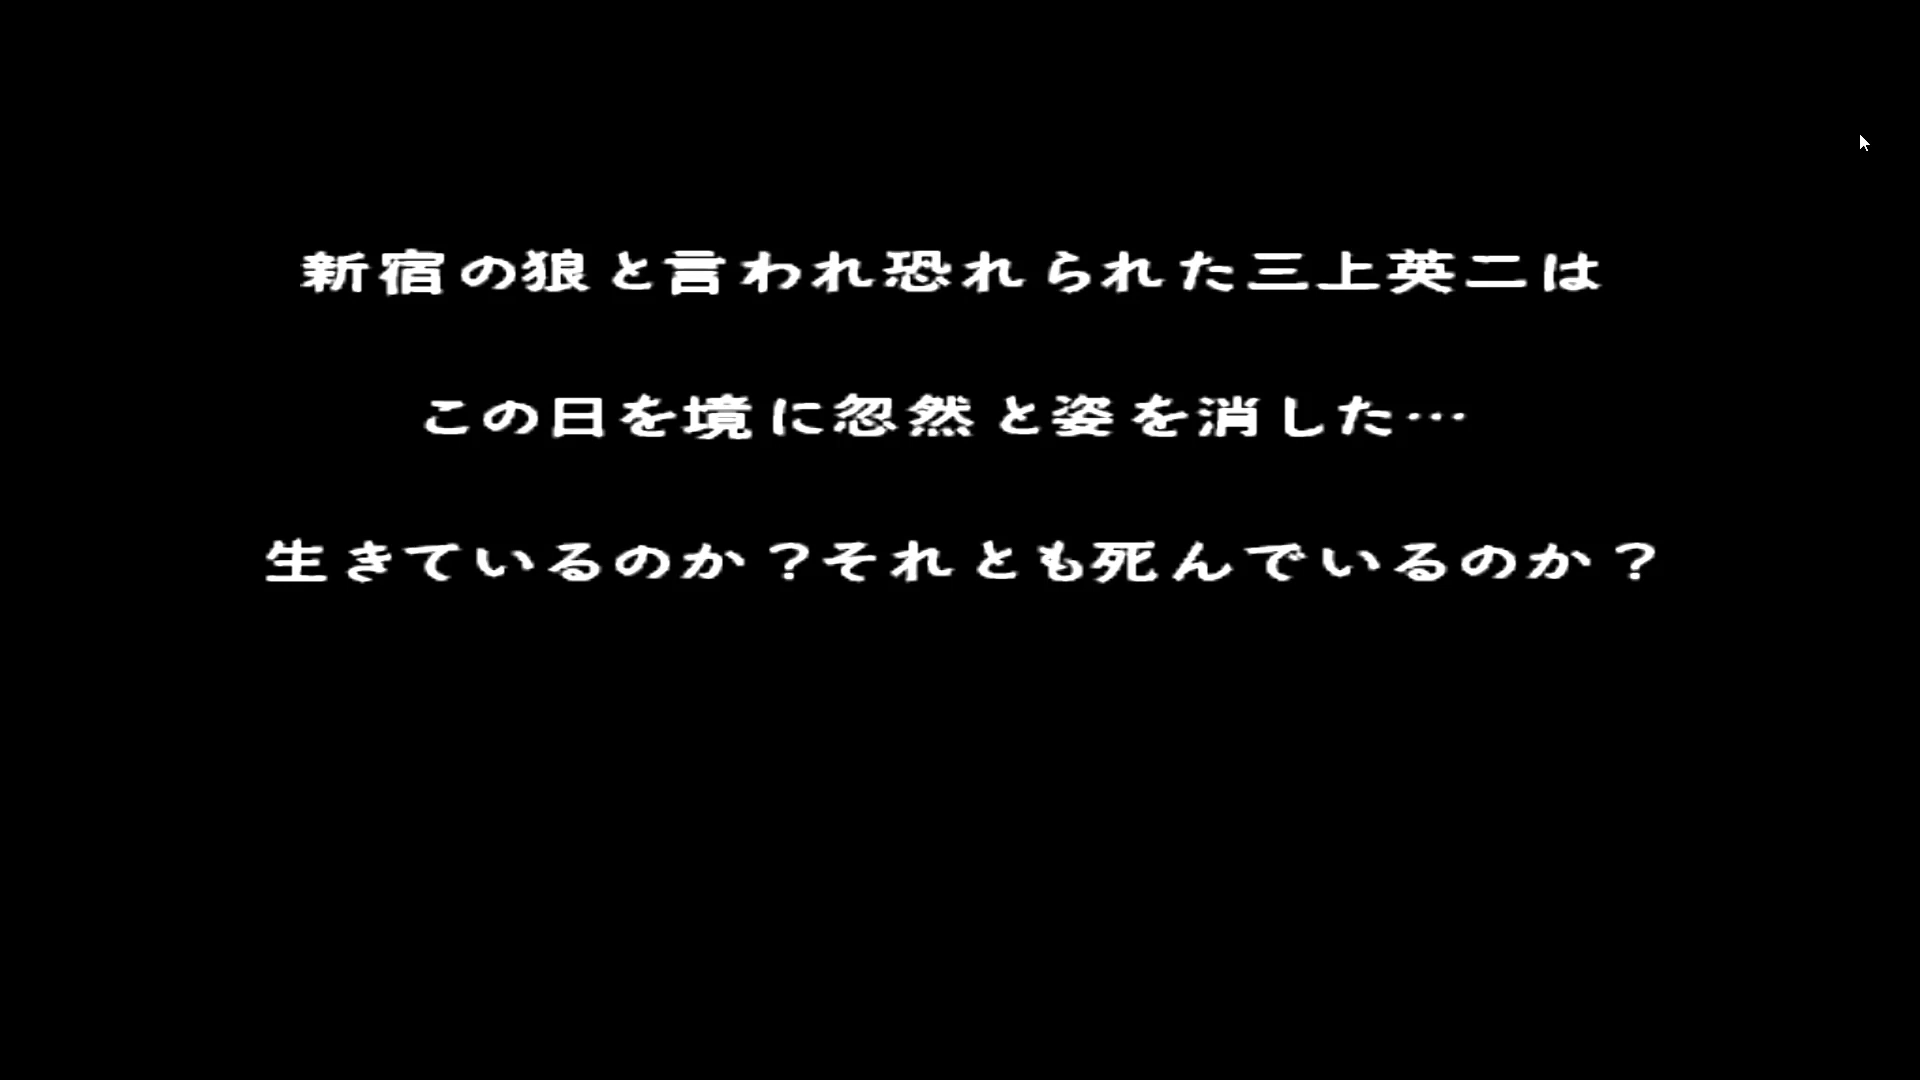 新宿の狼と言われ恐れられた三上英二は
この日を境に忽然と姿を消した…
生きているのか？それとも死んでいるのか？